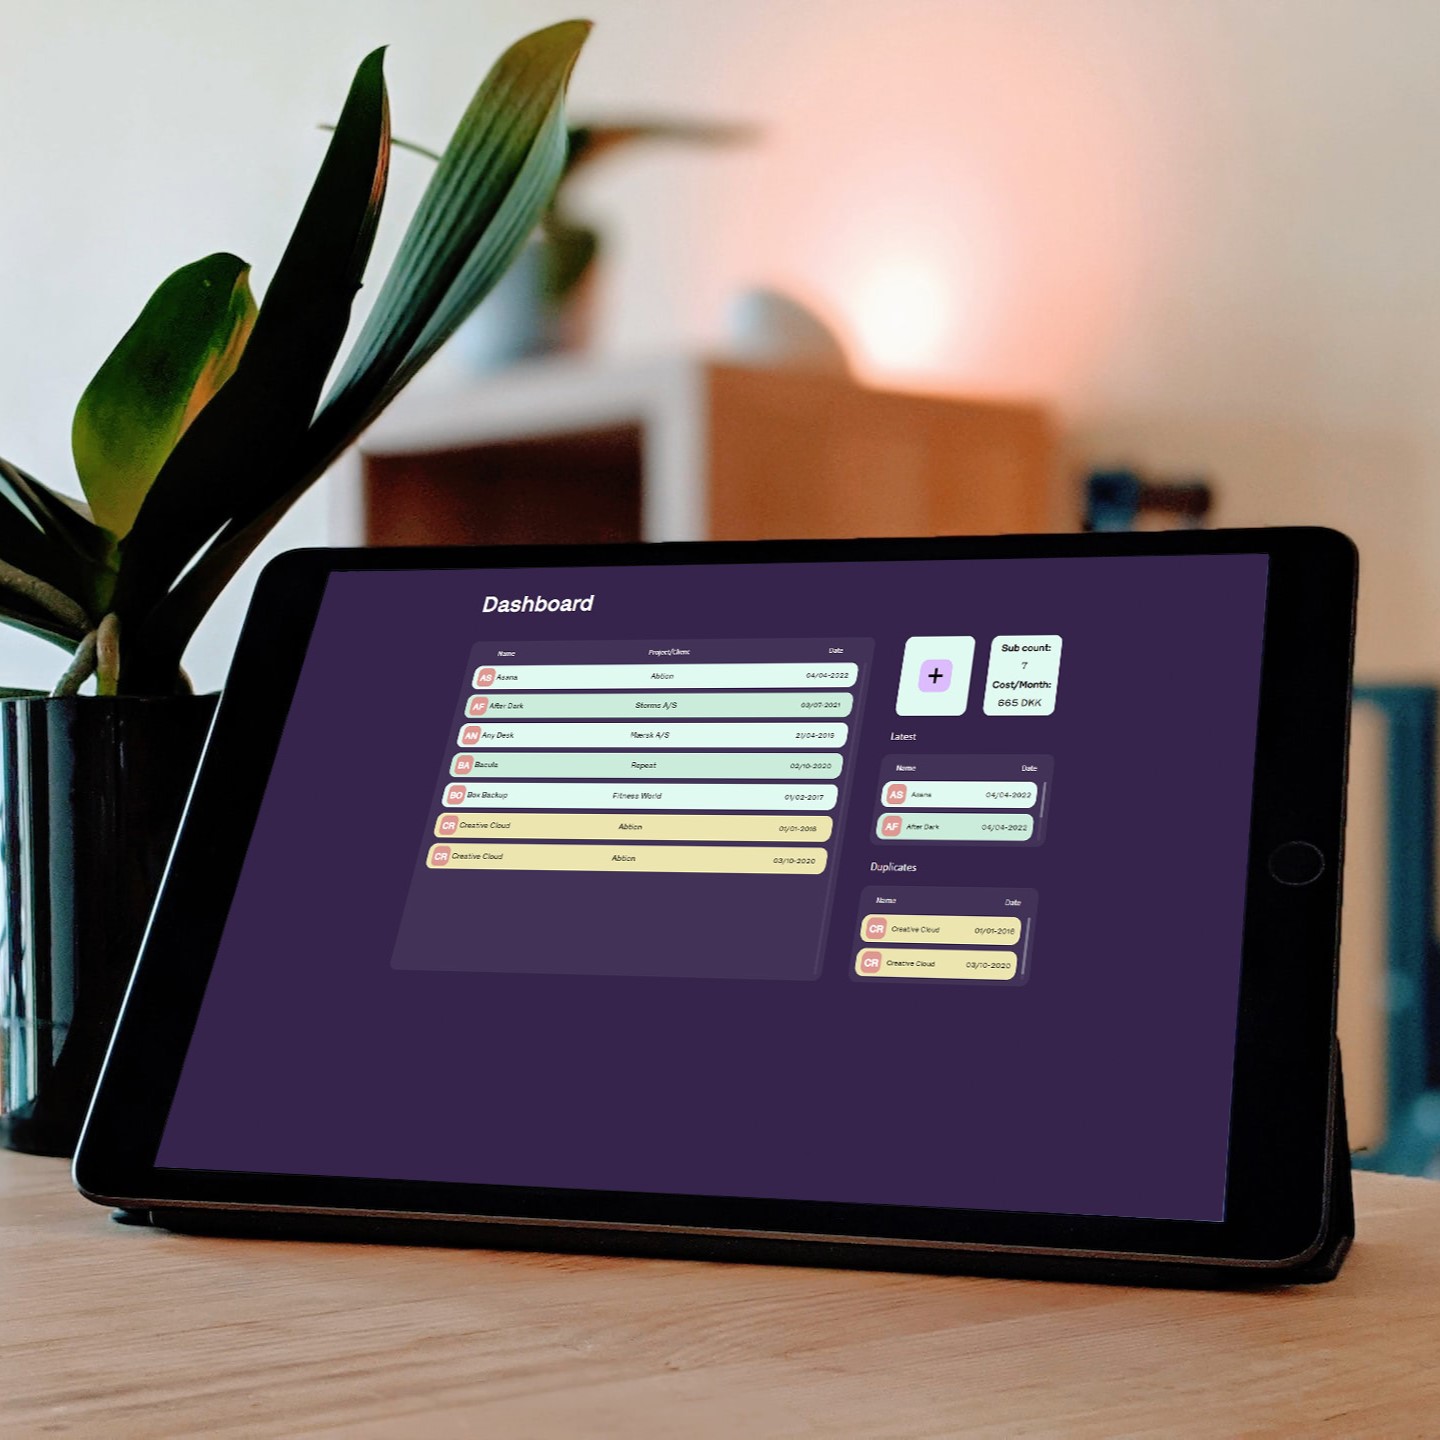 Dashboard
Name Project/Client Date
AS Asana Abtion 04/04-2022
AF After Dark Storms A/S 03/07-2021
AN Any Desk Mærsk A/S 21/04-2019
BA Bacula Repeat 02/10-2020
BO Box Backup Fitness World 01/02-2017
CR Creative Cloud Abtion 01/01-2016
CR Creative Cloud Abtion 03/10-2020
+
Sub count:
7
Cost/Month:
665 DKK
Latest
Name Date
AS Asana 04/04-2022
AF After Dark 04/04-2022
Duplicates
Name Date
CR Creative Cloud 01/01-2016
CR Creative Cloud 03/10-2020